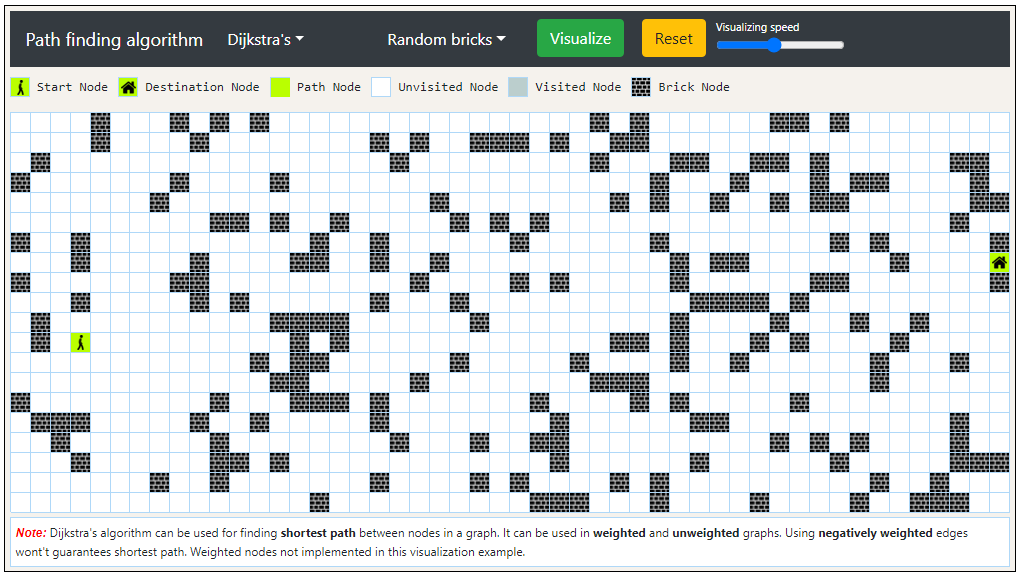 Path finding algorithm Dijkstra's Random bricks Visualize Reset Visualizing speed
Start Node Destination Node Path Node Unvisited Node Visited Node Brick Node
Note: Dijkstra's algorithm can be used for finding shortest path between nodes in a graph. It can be used in weighted and unweighted graphs. Using negatively weighted edges
wont't guarantees shortest path. Weighted nodes not implemented in this visualization example.